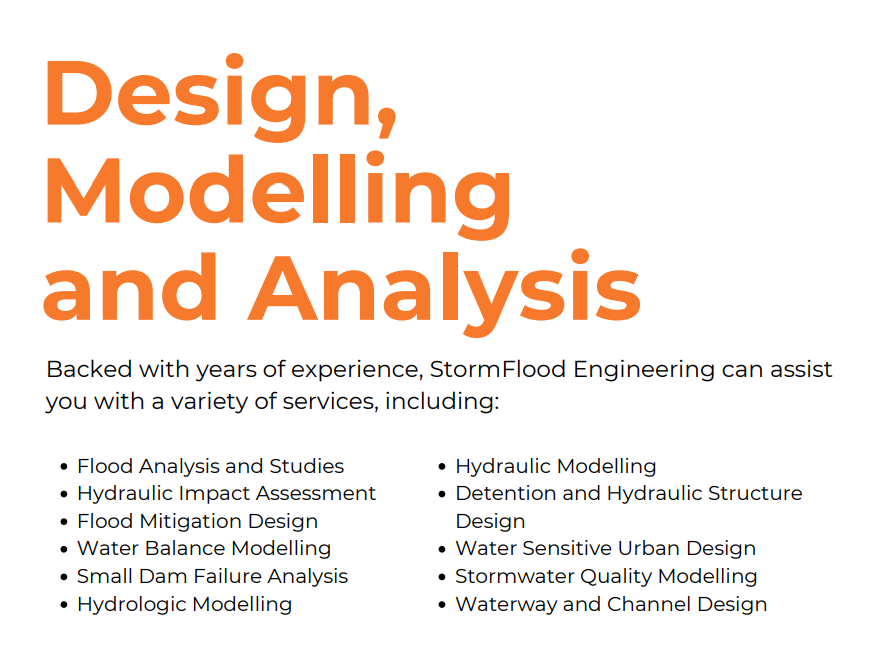 Design,
Modelling
and Analysis
Backed with years of experience, StormFlood Engineering can assist
you with a variety of services, including:
• Flood Analysis and Studies
• Hydraulic Impact Assessment
• Flood Mitigation Design
• Water Balance Modelling
• Small Dam Failure Analysis
• Hydrologic Modelling
• Hydraulic Modelling
• Detention and Hydraulic Structure
Design
• Water Sensitive Urban Design
• Stormwater Quality Modelling
• Waterway and Channel Design